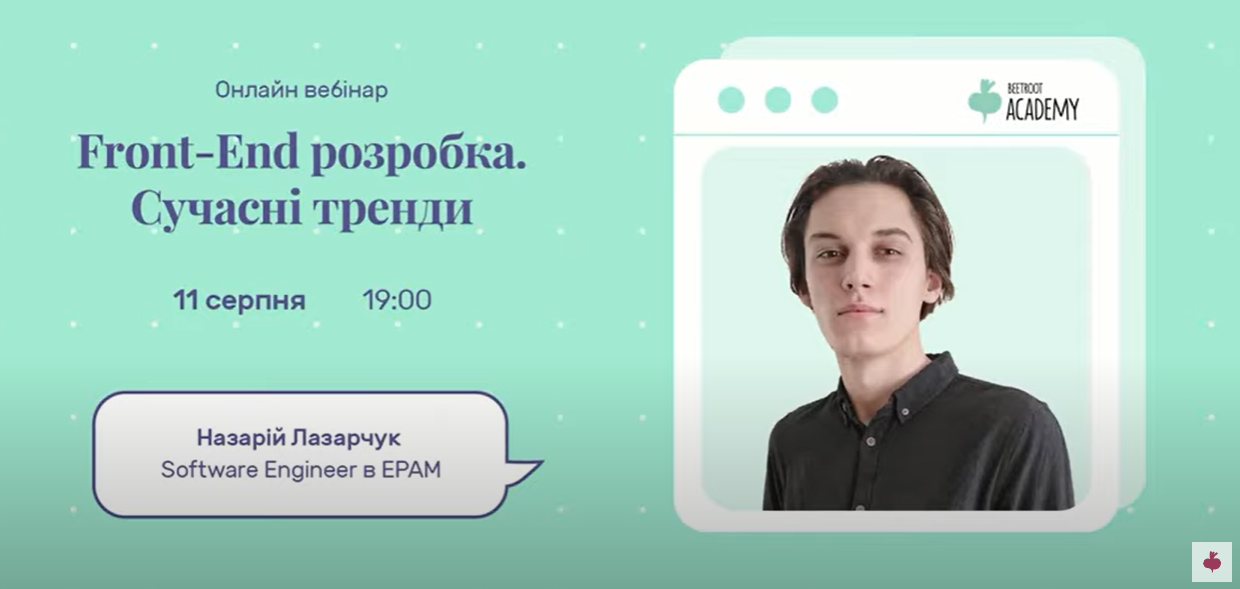 Онлайн вебінар
Front-End розробка.
Сучасні тренди
11 серпня 19:00
Назарій Лазарчук
Software Engineer в EPAM
BEETROOT
ACADEMY